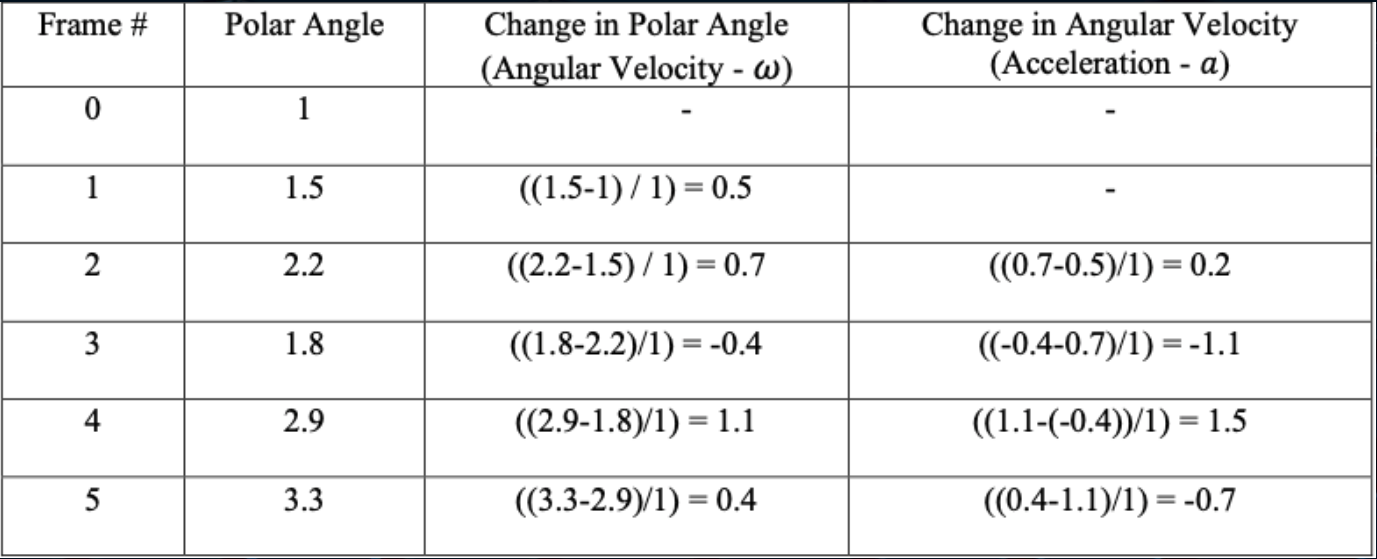 Frame # Polar Angle Change in Polar Angle Change in Angular Velocity
(Angular Velocity - ω) (Acceleration - a)
0 1 - -
1 1.5 ((1.5-1) / 1) = 0.5 -
2 2.2 ((2.2-1.5) / 1) = 0.7 ((0.7-0.5)/1) = 0.2
3 1.8 ((1.8-2.2)/1) = -0.4 ((-0.4-0.7)/1) = -1.1
4 2.9 ((2.9-1.8)/1) = 1.1 ((1.1-(-0.4))/1) = 1.5
5 3.3 ((3.3-2.9)/1) = 0.4 ((0.4-1.1)/1) = -0.7